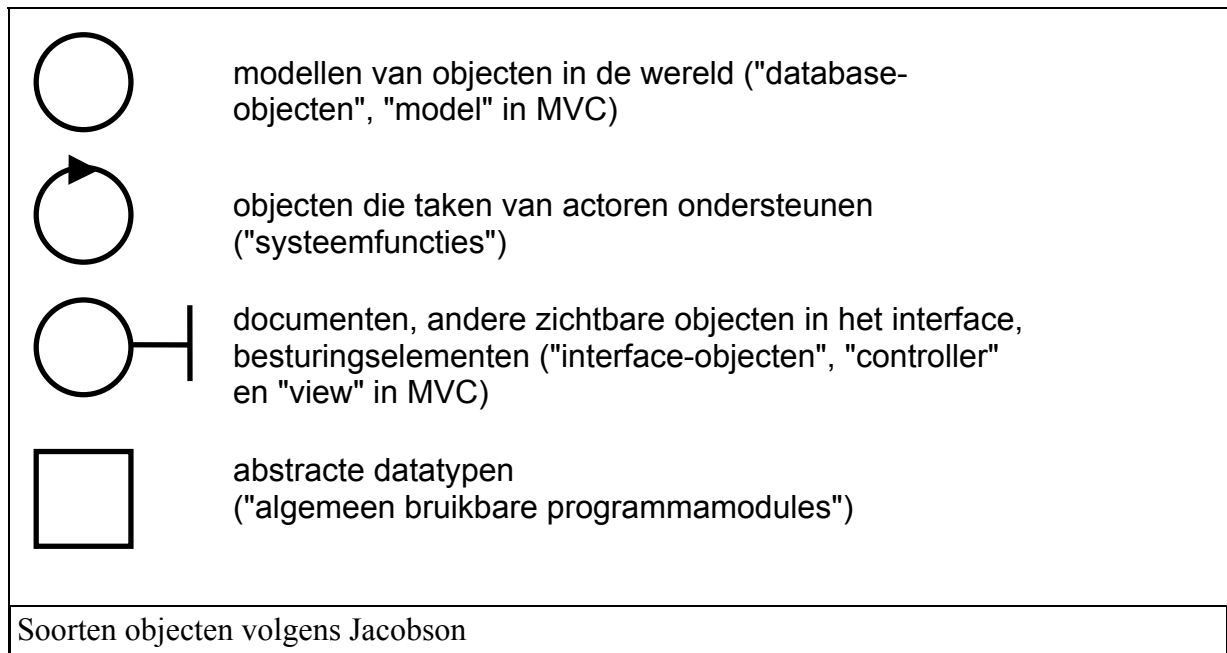 modellen van objecten in de wereld ("database-
objecten", "model" in MVC)
objecten die taken van actoren ondersteunen
("systeemfuncties")
documenten, andere zichtbare objecten in het interface,
besturingselementen ("interface-objecten", "controller"
en "view" in MVC)
abstracte datatypen
("algemeen bruikbare programmamodules")
Soorten objecten volgens Jacobson